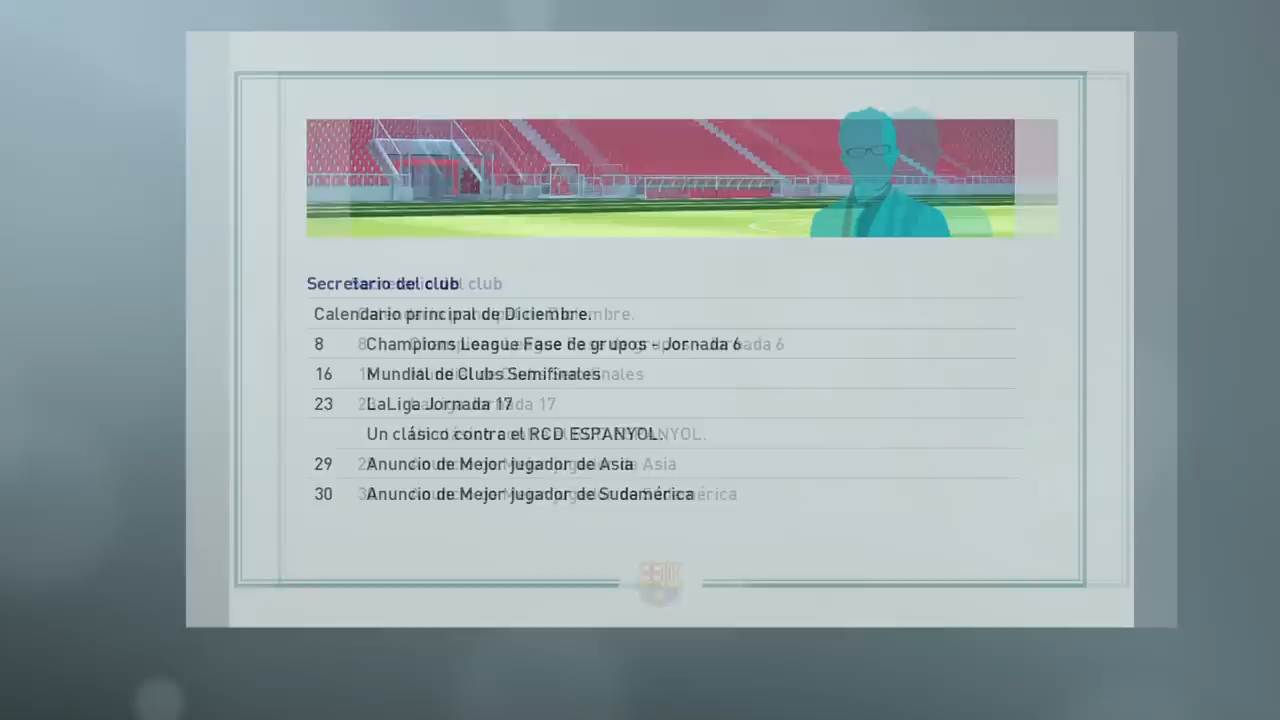 Secretario del club
Calendario principal de Diciembre.
8 Champions League Fase de grupos - Jornada 6
16 Mundial de Clubs Semifinales
23 LaLiga Jornada 17
Un clásico contra el RCD ESPANYOL.
29 Anuncio de Mejor jugador de Asia
30 Anuncio de Mejor jugador de Sudamérica